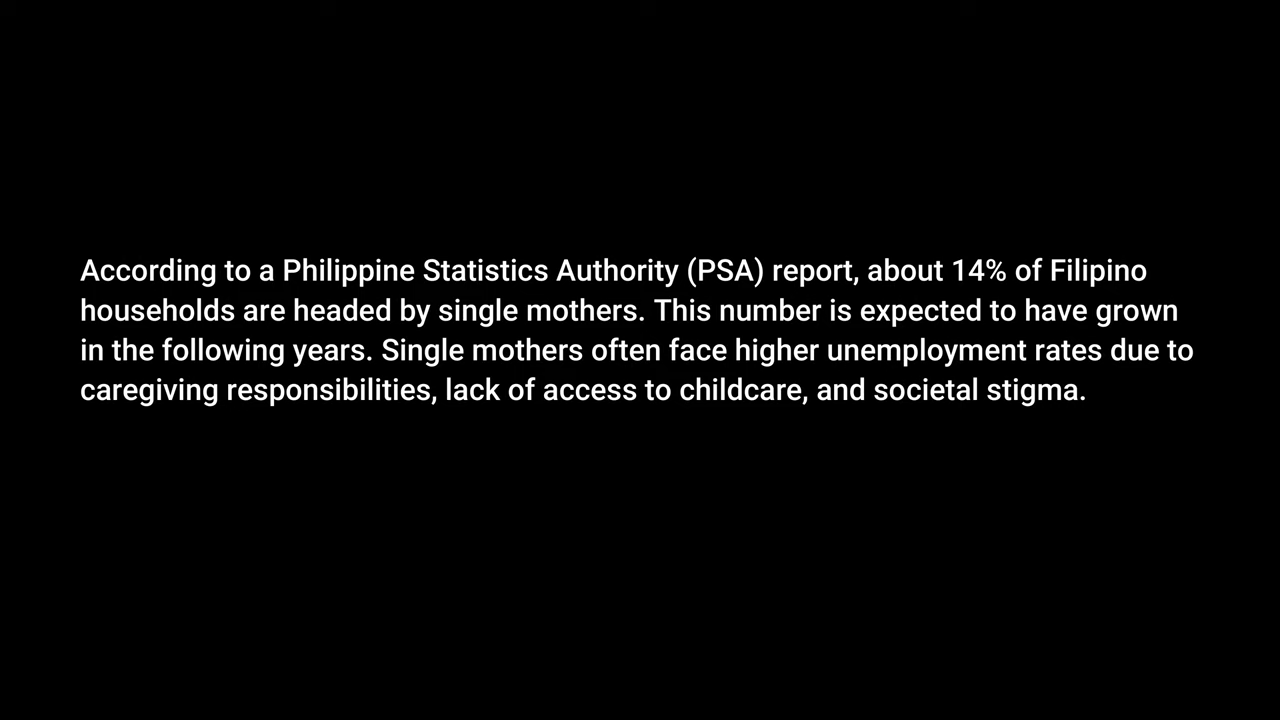 According to a Philippine Statistics Authority (PSA) report, about 14% of Filipino
households are headed by single mothers. This number is expected to have grown
in the following years. Single mothers often face higher unemployment rates due to
caregiving responsibilities, lack of access to childcare, and societal stigma.